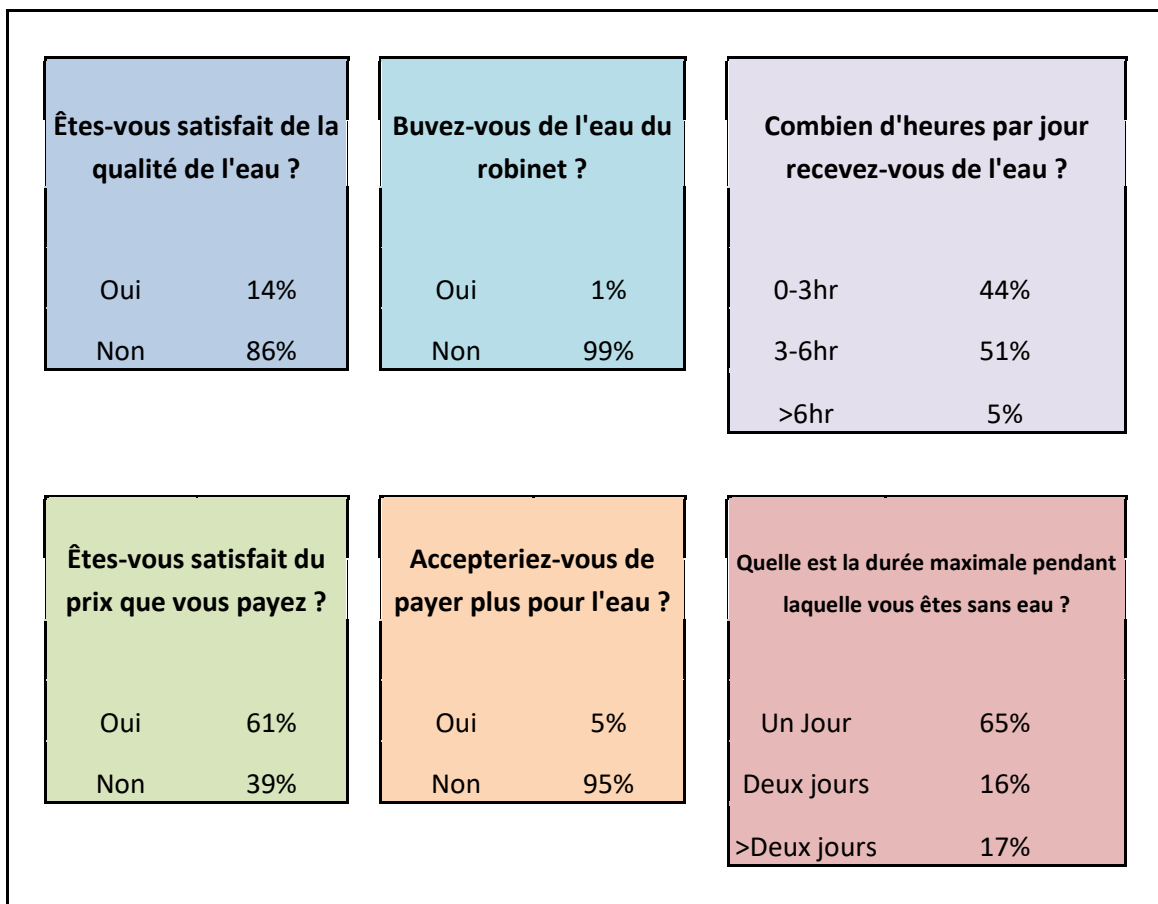 Êtes-vous satisfait de la
qualité de l'eau ?
Oui 14%
Non 86%
Buvez-vous de l'eau du
robinet ?
Oui 1%
Non 99%
Combien d'heures par jour
recevez-vous de l'eau ?
0-3hr 44%
3-6hr 51%
>6hr 5%
Êtes-vous satisfait du
prix que vous payez ?
Oui 61%
Non 39%
Accepteriez-vous de
payer plus pour l'eau ?
Oui 5%
Non 95%
Quelle est la durée maximale pendant
laquelle vous êtes sans eau ?
Un Jour 65%
Deux jours 16%
>Deux jours 17%